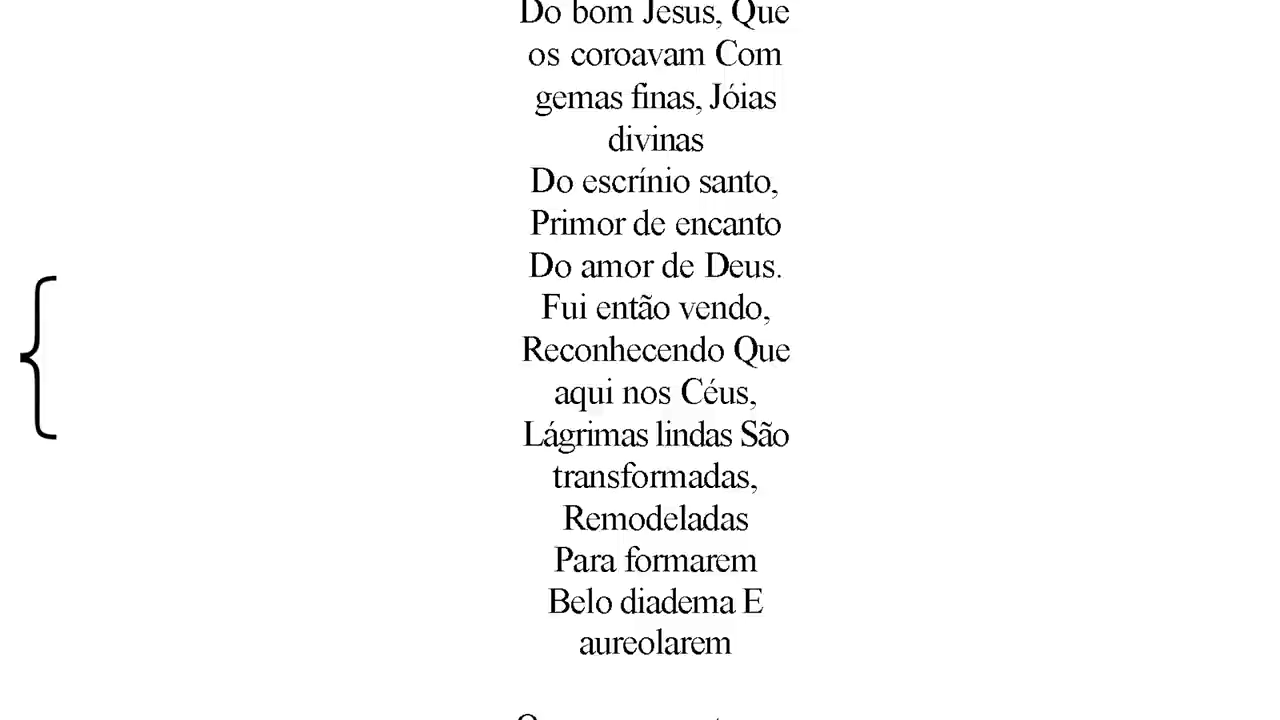 Do bom Jesus, Que
os coroavam Com
gemas finas, Jóias
divinas
Do escrínio santo,
Primor de encanto
Do amor de Deus.
Fui então vendo,
Reconhecendo Que
aqui nos Céus,
Lágrimas lindas São
transformadas,
Remodeladas
Para formarem
Belo diadema E
aureolarem